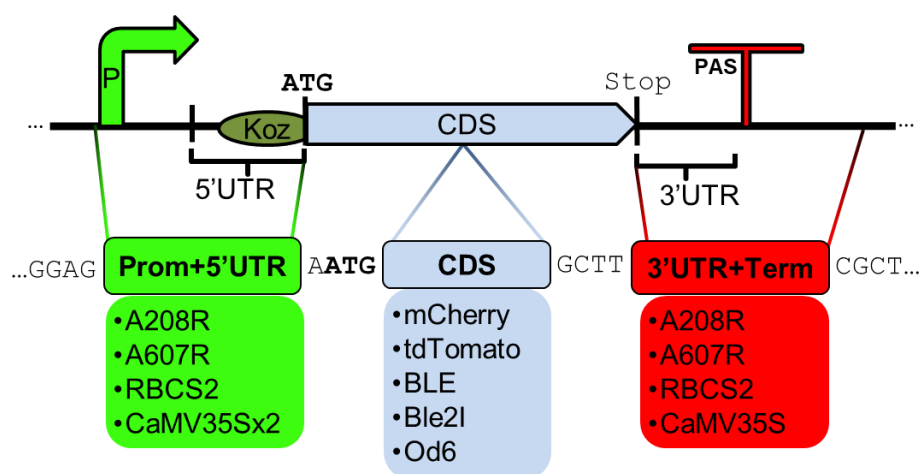 P
ATG
Stop
PAS
...
Koz
CDS
...
5'UTR
3'UTR
...GGAG
Prom+5'UTR
AATG
CDS
GCTT
3'UTR+Term
CGCT...
•A208R
•A607R
•RBCS2
•CaMV35Sx2
•mCherry
•tdTomato
•BLE
•Ble2I
•Od6
•A208R
•A607R
•RBCS2
•CaMV35S